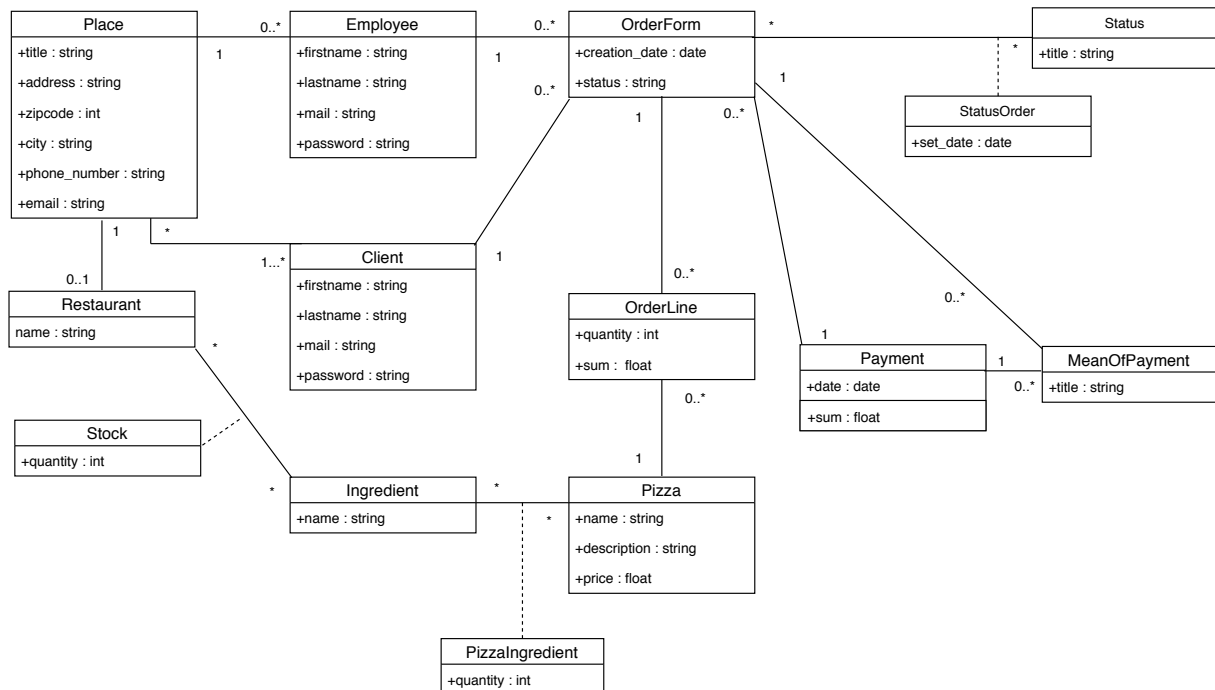 Place
+title : string
+address : string
+zipcode : int
+city : string
+phone_number : string
+email : string
1
0..*
Employee
+firstname : string
+lastname : string
+mail : string
+password : string
1
0..*
OrderForm
+creation_date : date
+status : string
*
*
Status
+title : string
StatusOrder
+set_date : date
0..*
1
0..*
1
1
0..1
*
1...*
Client
+firstname : string
+lastname : string
+mail : string
+password : string
1
Restaurant
name : string
*
0..*
OrderLine
+quantity : int
+sum :  float
0..*
1
Payment
+date : date
+sum : float
1
0..*
0..*
MeanOfPayment
+title : string
Stock
+quantity : int
*
Ingredient
+name : string
*
*
1
Pizza
+name : string
+description : string
+price : float
PizzaIngredient
+quantity : int